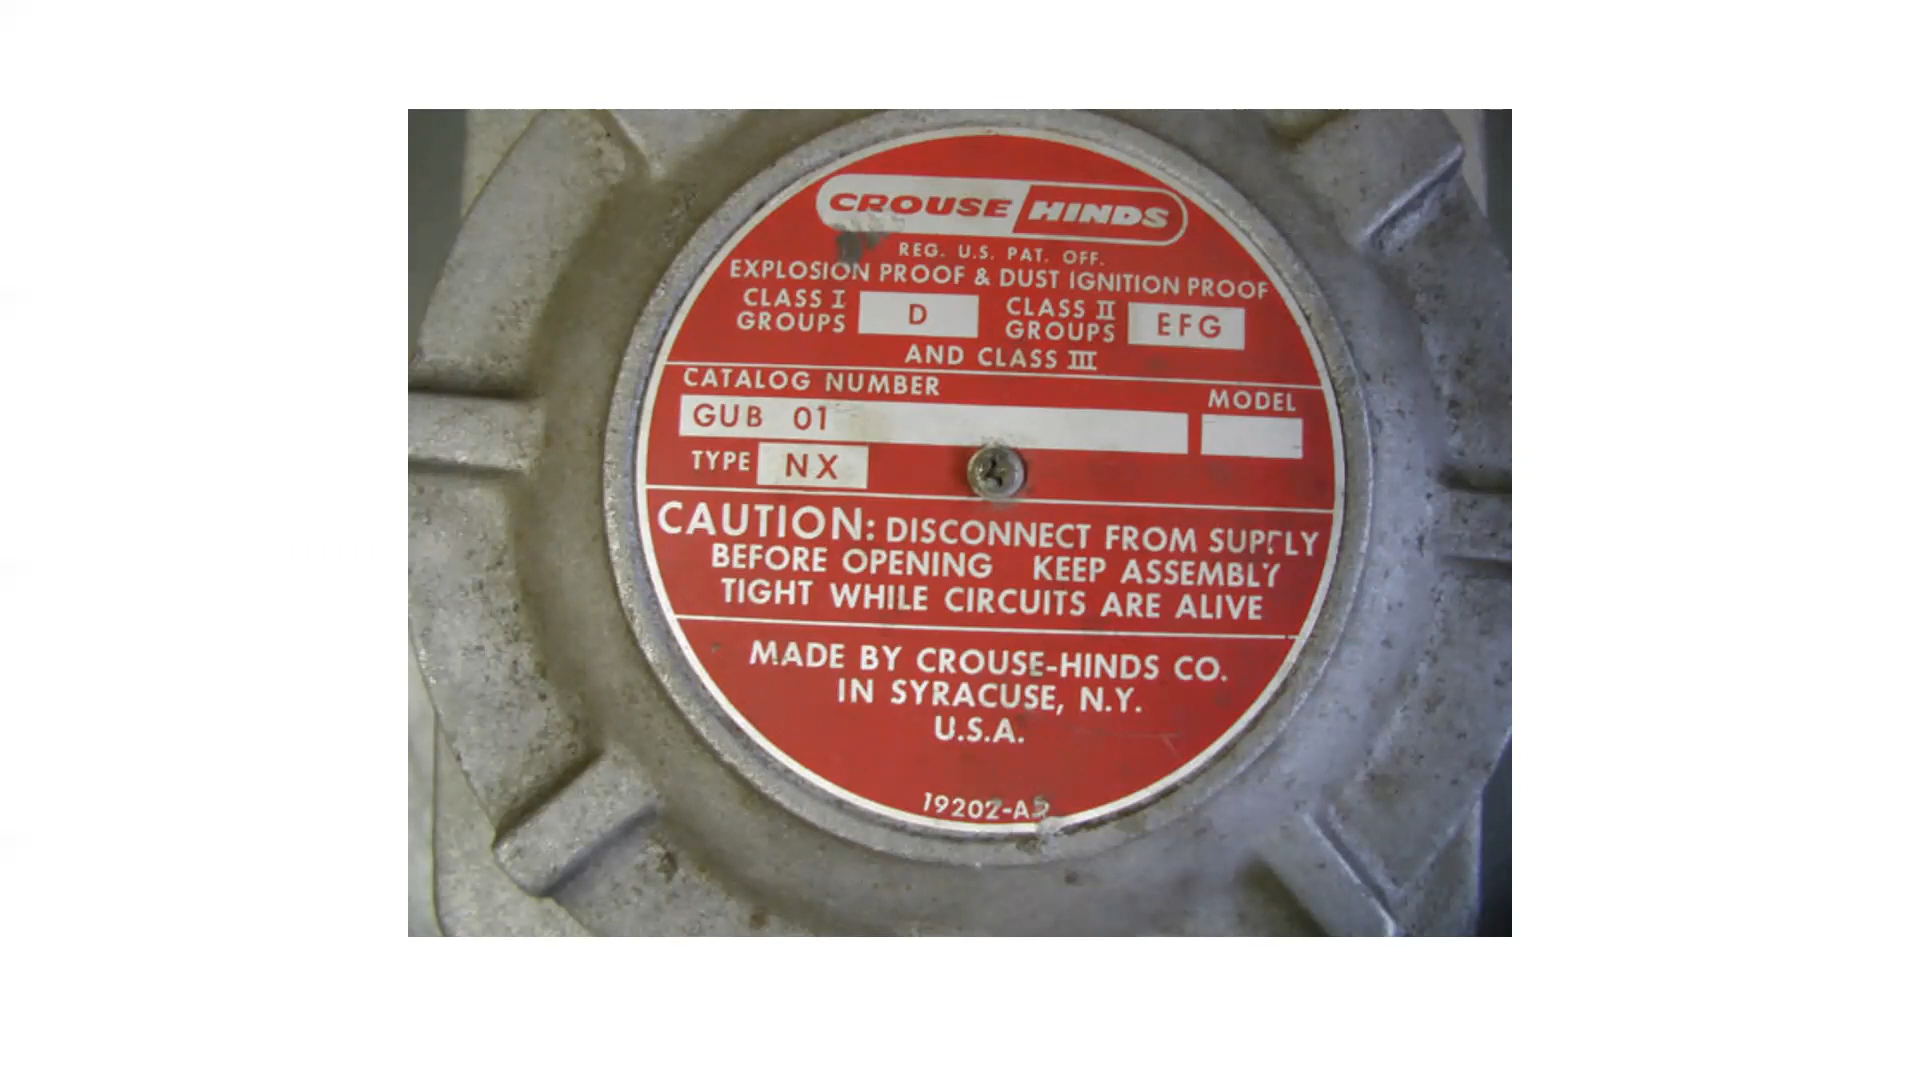 CROUSE HINDS
REG. U.S. PAT. OFF.
EXPLOSION PROOF & DUST IGNITION PROOF
CLASS I GROUPS D CLASS II GROUPS EFG
AND CLASS III
CATALOG NUMBER MODEL
GUB 01
TYPE NX
CAUTION: DISCONNECT FROM SUPPLY
BEFORE OPENING KEEP ASSEMBLY
TIGHT WHILE CIRCUITS ARE ALIVE
MADE BY CROUSE-HINDS CO.
IN SYRACUSE, N.Y.
U.S.A.